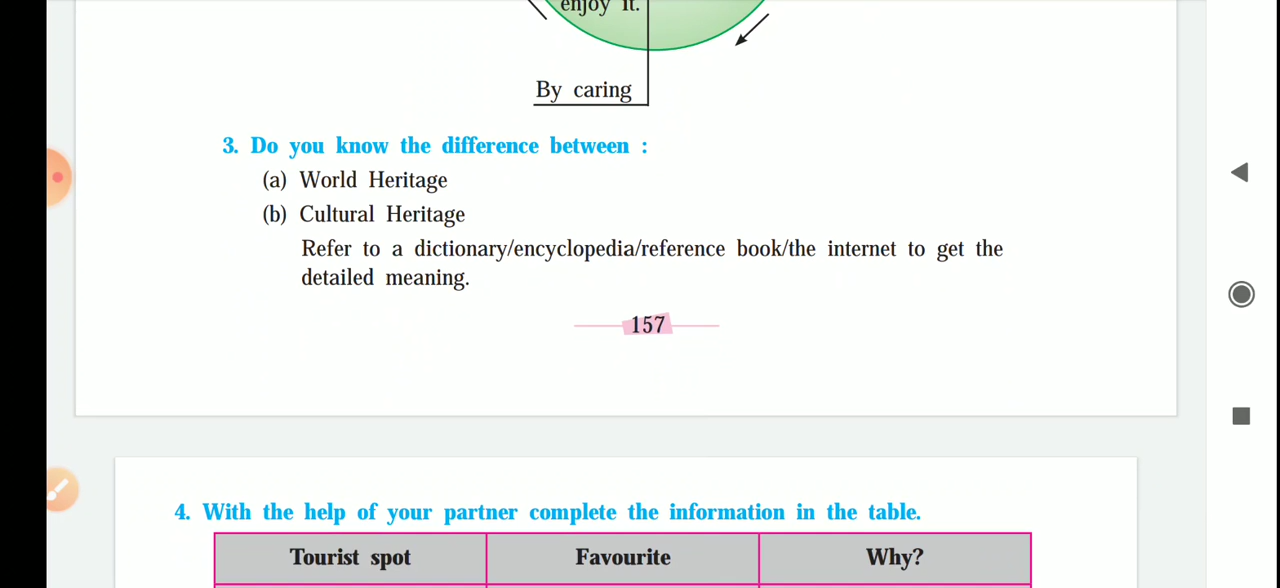 enjoy it.
By caring
3. Do you know the difference between :
(a) World Heritage
(b) Cultural Heritage
Refer to a dictionary/encyclopedia/reference book/the internet to get the
detailed meaning.
157
4. With the help of your partner complete the information in the table.
Tourist spot Favourite Why?